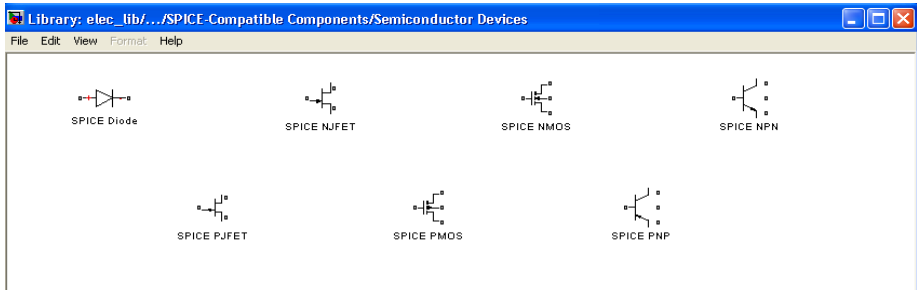 Library: elec_lib/.../SPICE-Compatible Components/Semiconductor Devices
File Edit View Format Help
SPICE Diode
SPICE NJFET
SPICE NMOS
SPICE NPN
SPICE PJFET
SPICE PMOS
SPICE PNP